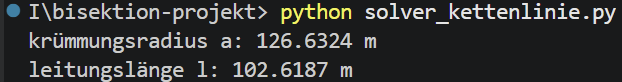 I\bisektion-projekt> python solver_kettenlinie.py
krümmungsradius a: 126.6324 m
leitungslänge l: 102.6187 m